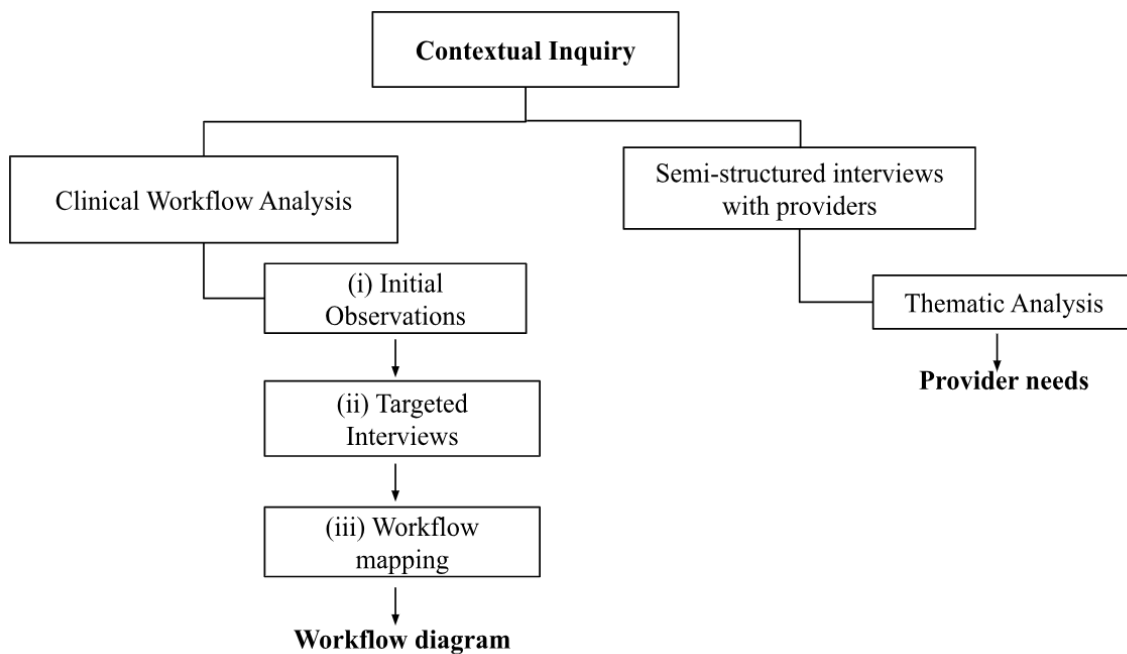 Contextual Inquiry
Clinical Workflow Analysis
(i) Initial
Observations
(ii) Targeted
Interviews
(iii) Workflow
mapping
Workflow diagram
Semi-structured interviews
with providers
Thematic Analysis
Provider needs